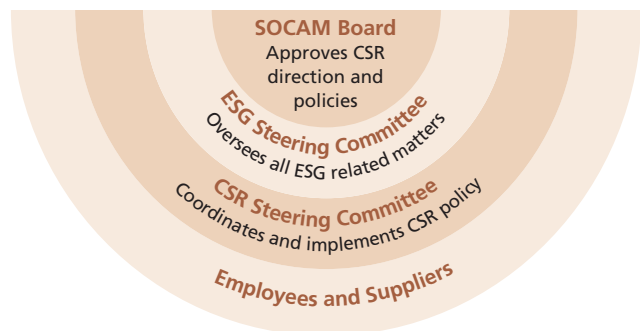 SOCAM Board
Approves CSR
direction and
policies
ESG Steering Committee
Oversees all ESG related matters
CSR Steering Committee
Coordinates and implements CSR policy
Employees and Suppliers